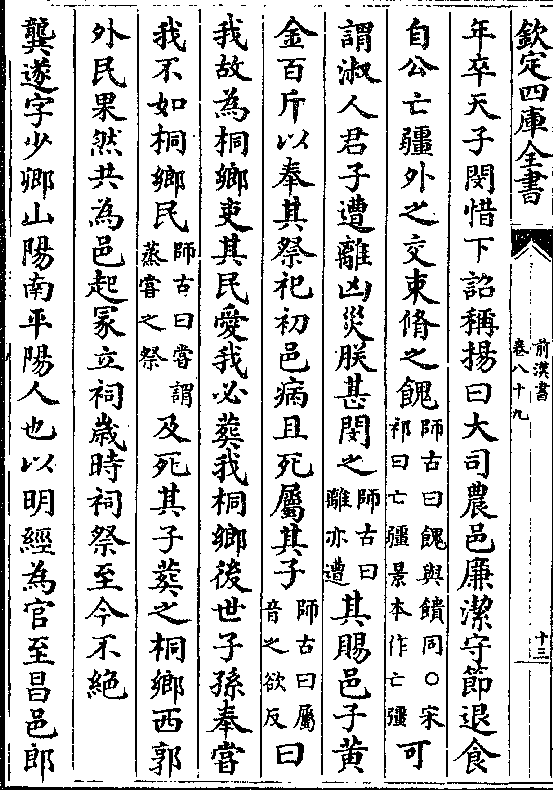 欽定四庫全書
前漢書
卷八十九
十三
年卒天子閔惜下詔稱揚曰大司農邑廉潔守節退食
自公亡疆外之交束脩之餽師古曰餽與饋同○宋祁曰亡疆景本作亡彊可
謂淑人君子遭離凶災朕甚閔之師古曰離亦遭其賜邑子黃
金百斤以奉其祭祀初邑病且死屬其子師古曰屬音之欲反曰
我故為桐鄉吏其民愛我必葬我桐鄉後世子孫奉嘗
我不如桐鄉民師古曰嘗謂蒸嘗之祭及死其子葬之桐鄉西郭
外民果然共為邑起冢立祠歲時祠祭至今不絕
龔遂字少卿山陽南平陽人也以明經為官至昌邑郎